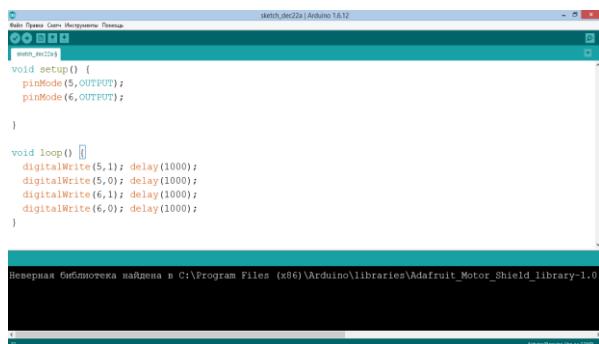 sketch_dec22a | Arduino 1.6.12
Файл Правка Скетч Инструменты Помощь
sketch_dec22a §
void setup() {
pinMode(5,OUTPUT);
pinMode(6,OUTPUT);
}
void loop() {
digitalWrite(5,1); delay(1000);
digitalWrite(5,0); delay(1000);
digitalWrite(6,1); delay(1000);
digitalWrite(6,0); delay(1000);
}
Неверная библиотека найдена в C:\Program Files (x86)\Arduino\libraries\Adafruit_Motor_Shield_library-1.0